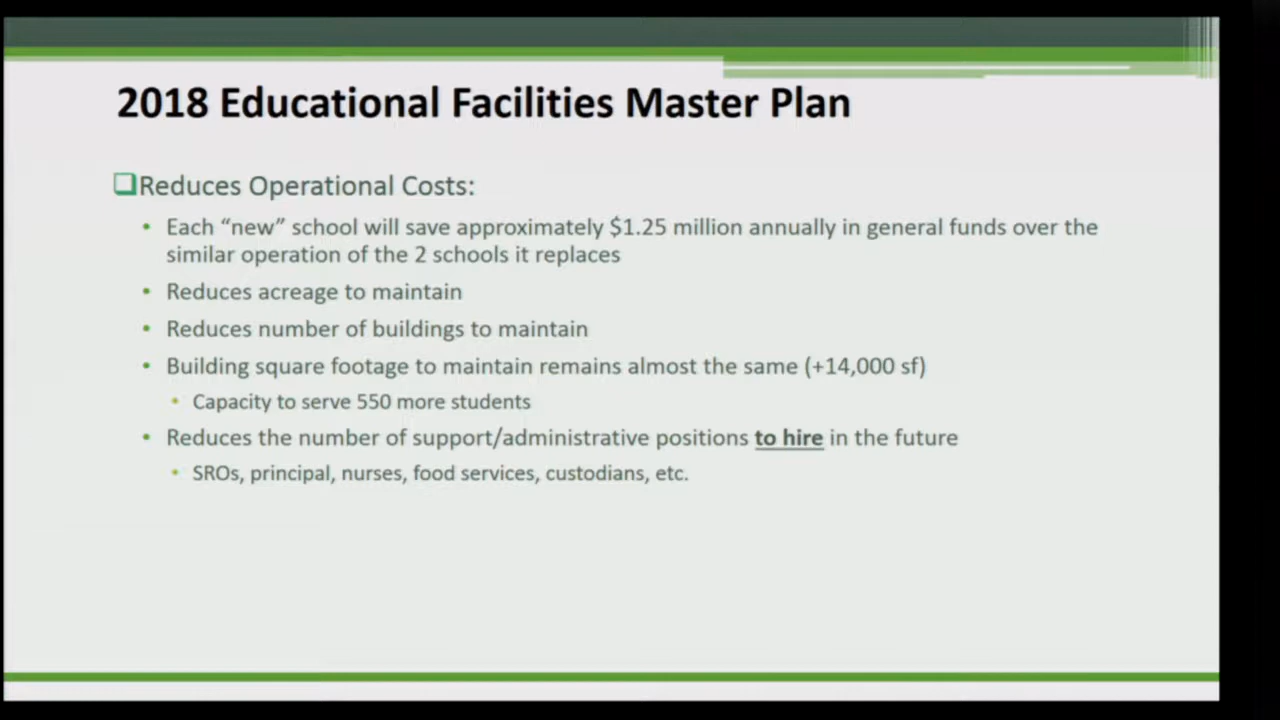 2018 Educational Facilities Master Plan
❑Reduces Operational Costs:
• Each “new” school will save approximately $1.25 million annually in general funds over the
similar operation of the 2 schools it replaces
• Reduces acreage to maintain
• Reduces number of buildings to maintain
• Building square footage to maintain remains almost the same (+14,000 sf)
• Capacity to serve 550 more students
• Reduces the number of support/administrative positions to hire in the future
• SROs, principal, nurses, food services, custodians, etc.